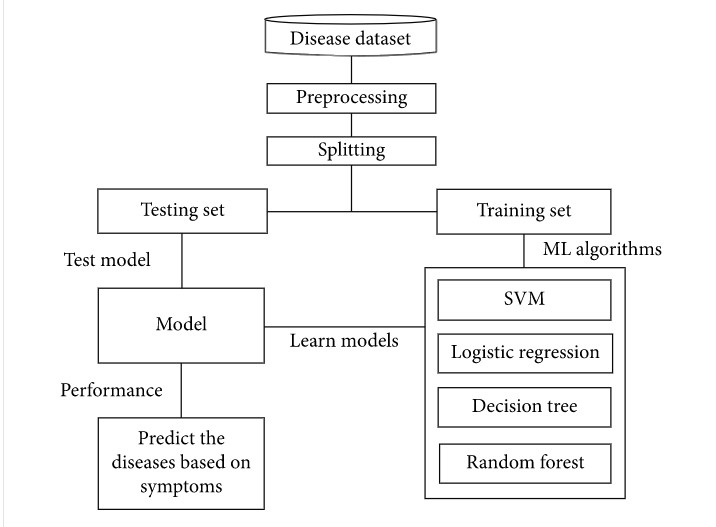 Disease dataset
Preprocessing
Splitting
Testing set
Training set
Test model
ML algorithms
SVM
Model
Learn models
Logistic regression
Performance
Decision tree
Predict the
diseases based on
symptoms
Random forest